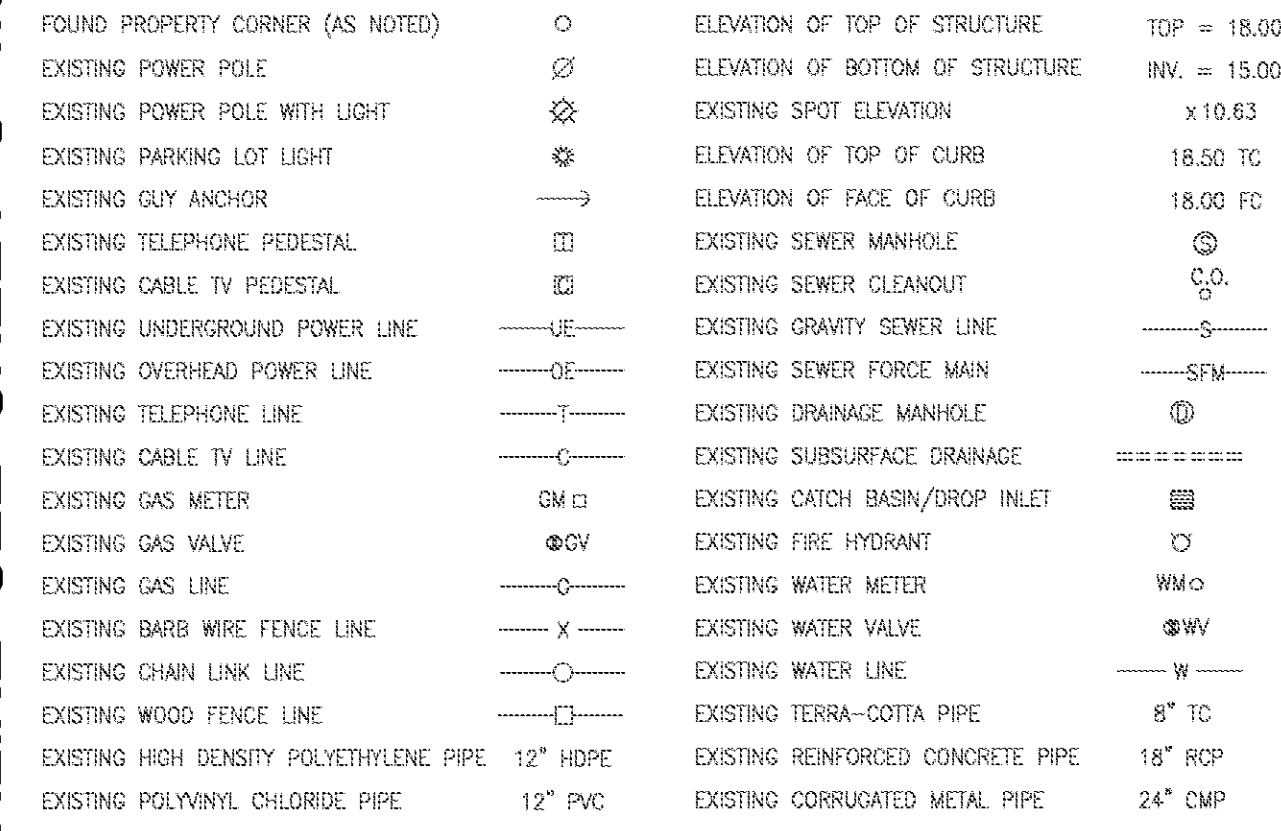 FOUND PROPERTY CORNER (AS NOTED)
EXISTING POWER POLE
EXISTING POWER POLE WITH LIGHT
EXISTING PARKING LOT LIGHT
EXISTING GUY ANCHOR
EXISTING TELEPHONE PEDESTAL T
EXISTING CABLE TV PEDESTAL C
EXISTING UNDERGROUND POWER LINE UE
EXISTING OVERHEAD POWER LINE OE
EXISTING TELEPHONE LINE T
EXISTING CABLE TV LINE C
EXISTING GAS METER GM
EXISTING GAS VALVE GV
EXISTING GAS LINE G
EXISTING BARB WIRE FENCE LINE X
EXISTING CHAIN LINK LINE
EXISTING WOOD FENCE LINE
EXISTING HIGH DENSITY POLYETHYLENE PIPE 12" HDPE
EXISTING POLYVINYL CHLORIDE PIPE 12" PVC
ELEVATION OF TOP OF STRUCTURE TOP = 18.00
ELEVATION OF BOTTOM OF STRUCTURE INV. = 15.00
EXISTING SPOT ELEVATION x 10.63
ELEVATION OF TOP OF CURB 18.50 TC
ELEVATION OF FACE OF CURB 18.00 FC
EXISTING SEWER MANHOLE S
EXISTING SEWER CLEANOUT C.O.
EXISTING GRAVITY SEWER LINE S
EXISTING SEWER FORCE MAIN SFM
EXISTING DRAINAGE MANHOLE D
EXISTING SUBSURFACE DRAINAGE
EXISTING CATCH BASIN/DROP INLET
EXISTING FIRE HYDRANT
EXISTING WATER METER WM
EXISTING WATER VALVE WV
EXISTING WATER LINE W
EXISTING TERRA-COTTA PIPE 8" TC
EXISTING REINFORCED CONCRETE PIPE 18" RCP
EXISTING CORRUGATED METAL PIPE 24" CMP